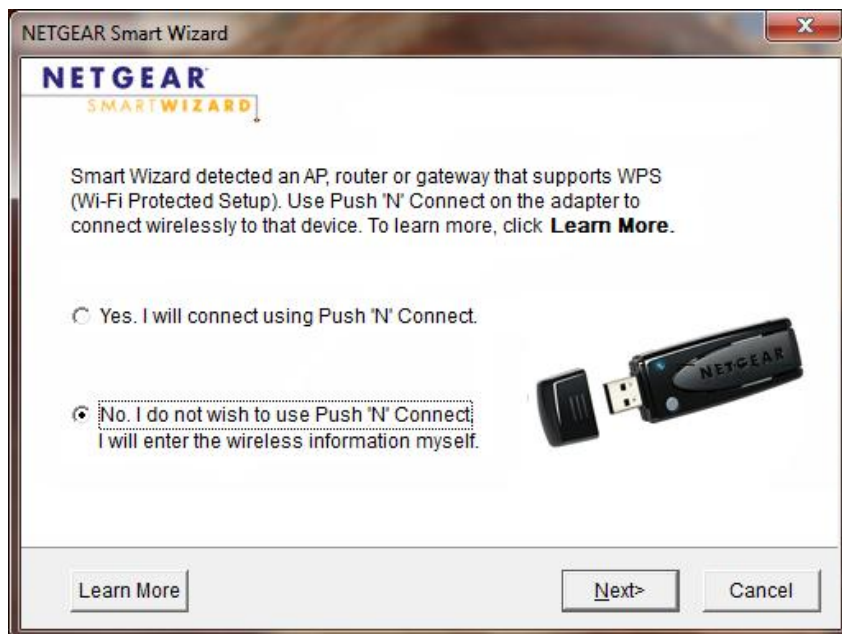 NETGEAR Smart Wizard
NETGEAR
SMARTWIZARD
Smart Wizard detected an AP, router or gateway that supports WPS
(Wi-Fi Protected Setup). Use Push 'N' Connect on the adapter to
connect wirelessly to that device. To learn more, click Learn More.
Yes. I will connect using Push 'N' Connect.
NETGEAR
No. I do not wish to use Push 'N' Connect
I will enter the wireless information myself.
Learn More
Next>
Cancel